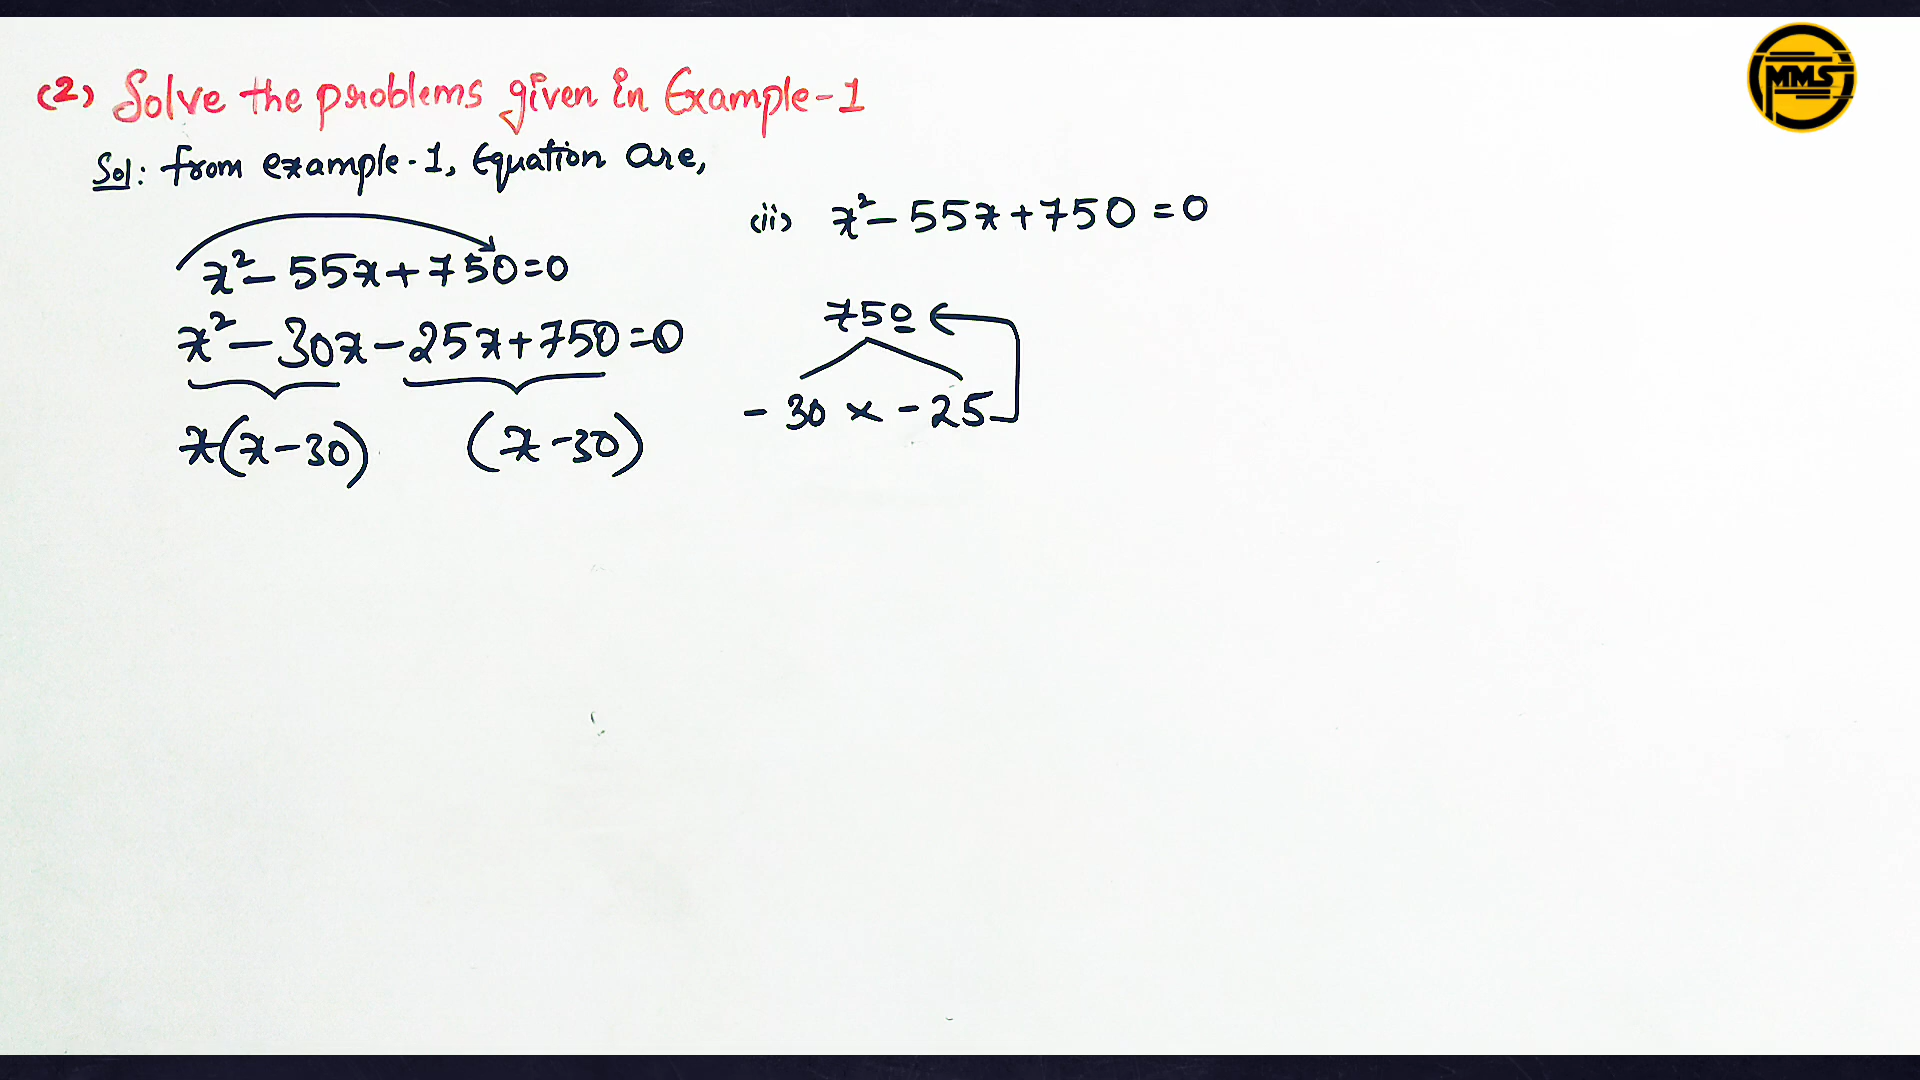 (2) Solve the problems given in Example-1
Sol: from example-1, Equation are,
x²-55x+750=0
x²-30x-25x+750=0
x(x-30) (x-30)
(ii) x²-55x+750=0
750
-30 x -25
MMS